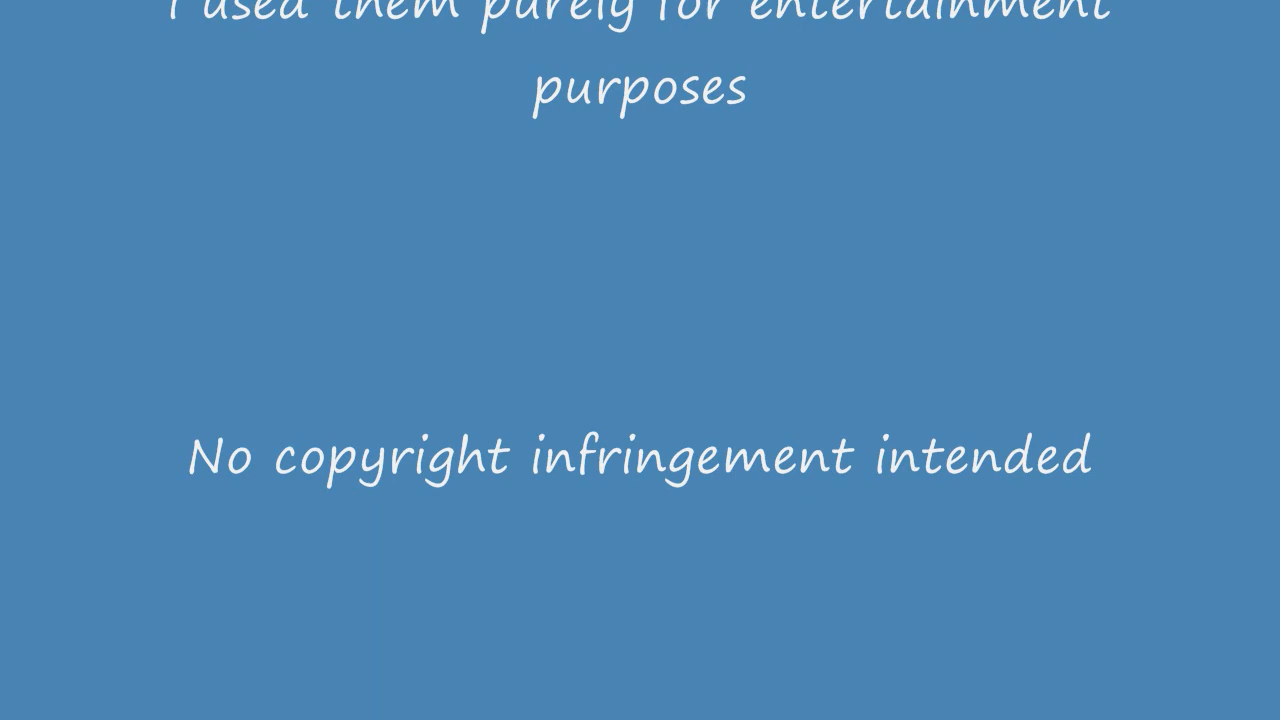 I used them purely for entertainment
purposes
No copyright infringement intended